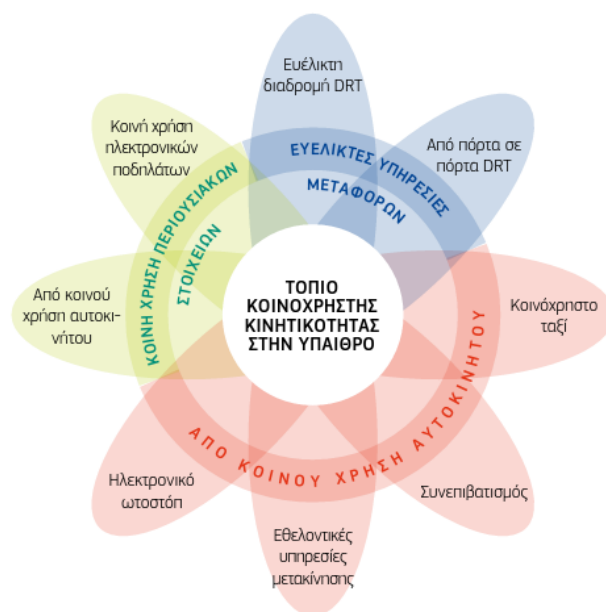 Ευέλικτη
διαδρομή DRT
Από πόρτα σε
πόρτα DRT
Κοινόχρηστο
ταξί
Συνεπιβατισμός
Εθελοντικές
υπηρεσίες
μετακίνησης
Ηλεκτρονικό
ωτοστόπ
Από κοινού
χρήση αυτοκι-
νήτου
Κοινή χρήση
ηλεκτρονικών
ποδηλάτων
ΕΥΕΛΙΚΤΕΣ ΥΠΗΡΕΣΙΕΣ
ΜΕΤΑΦΟΡΩΝ
ΚΟΙΝΗ ΧΡΗΣΗ ΠΕΡΙΟΥΣΙΑΚΩΝ
ΣΤΟΙΧΕΙΩΝ
ΑΠΟ ΚΟΙΝΟΥ ΧΡΗΣΗ ΑΥΤΟΚΙΝΗΤΟΥ
ΤΟΠΙΟ
ΚΟΙΝΟΧΡΗΣΤΗΣ
ΚΙΝΗΤΙΚΟΤΗΤΑΣ
ΣΤΗΝ ΥΠΑΙΘΡΟ